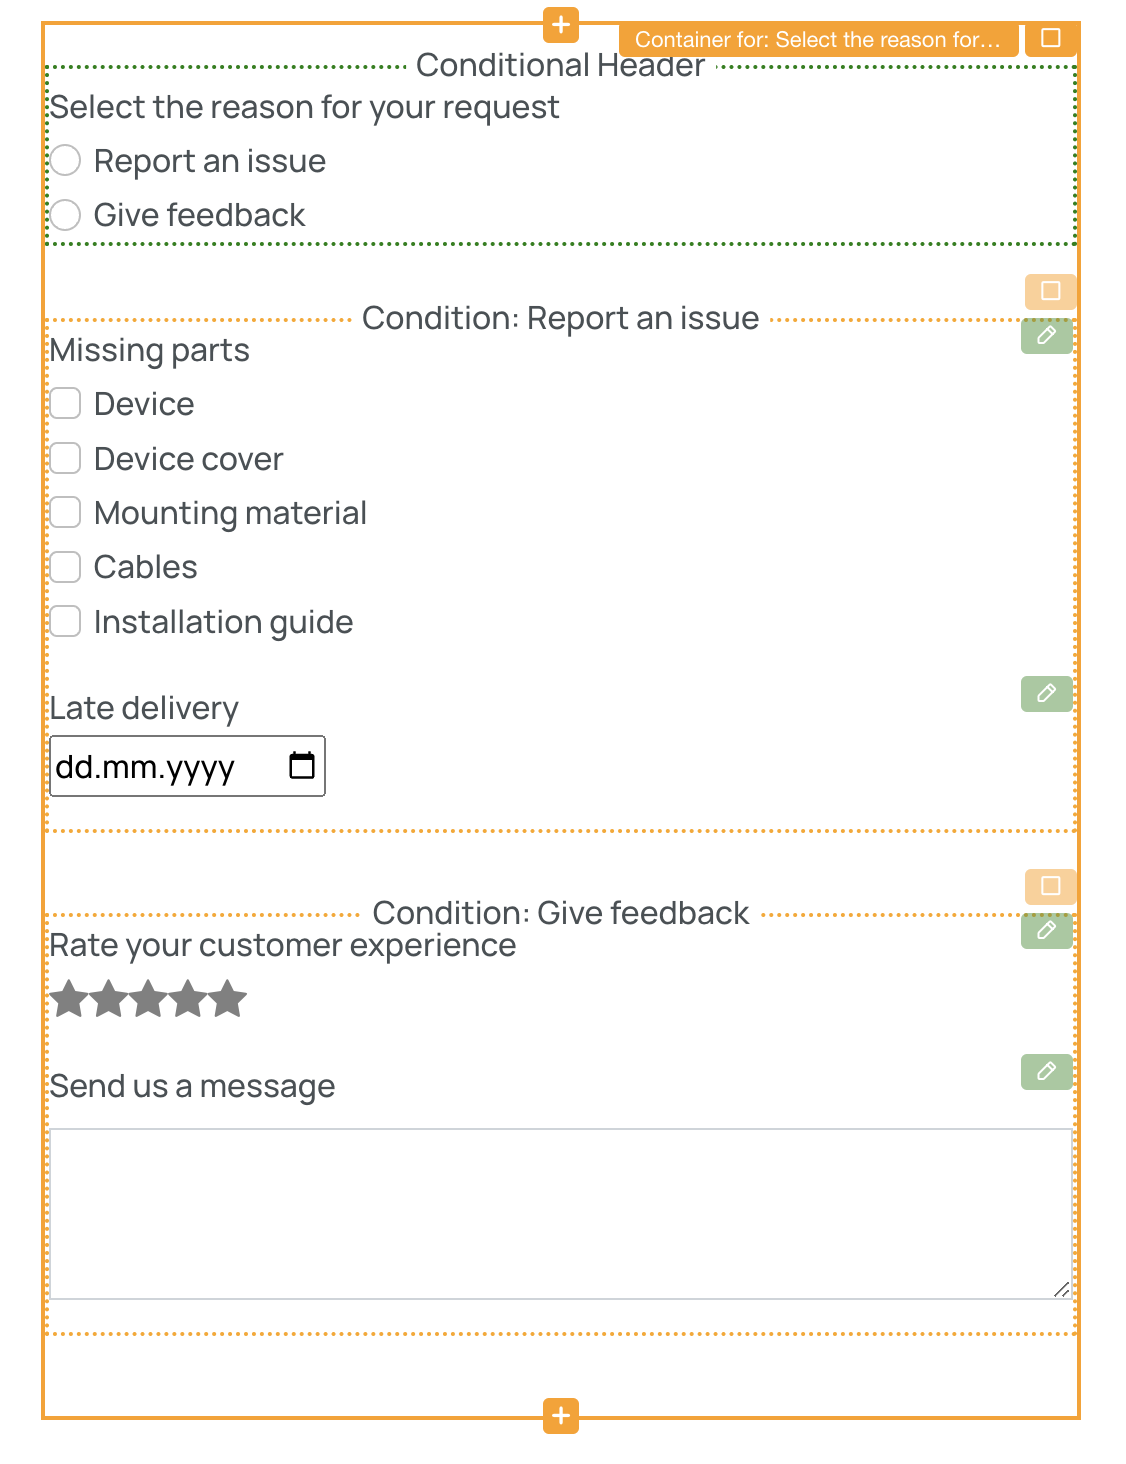 Container for: Select the reason for...
Conditional Header
Select the reason for your request
Report an issue
Give feedback
Condition: Report an issue
Missing parts
Device
Device cover
Mounting material
Cables
Installation guide
Late delivery
dd.mm.yyyy
Condition: Give feedback
Rate your customer experience
Send us a message